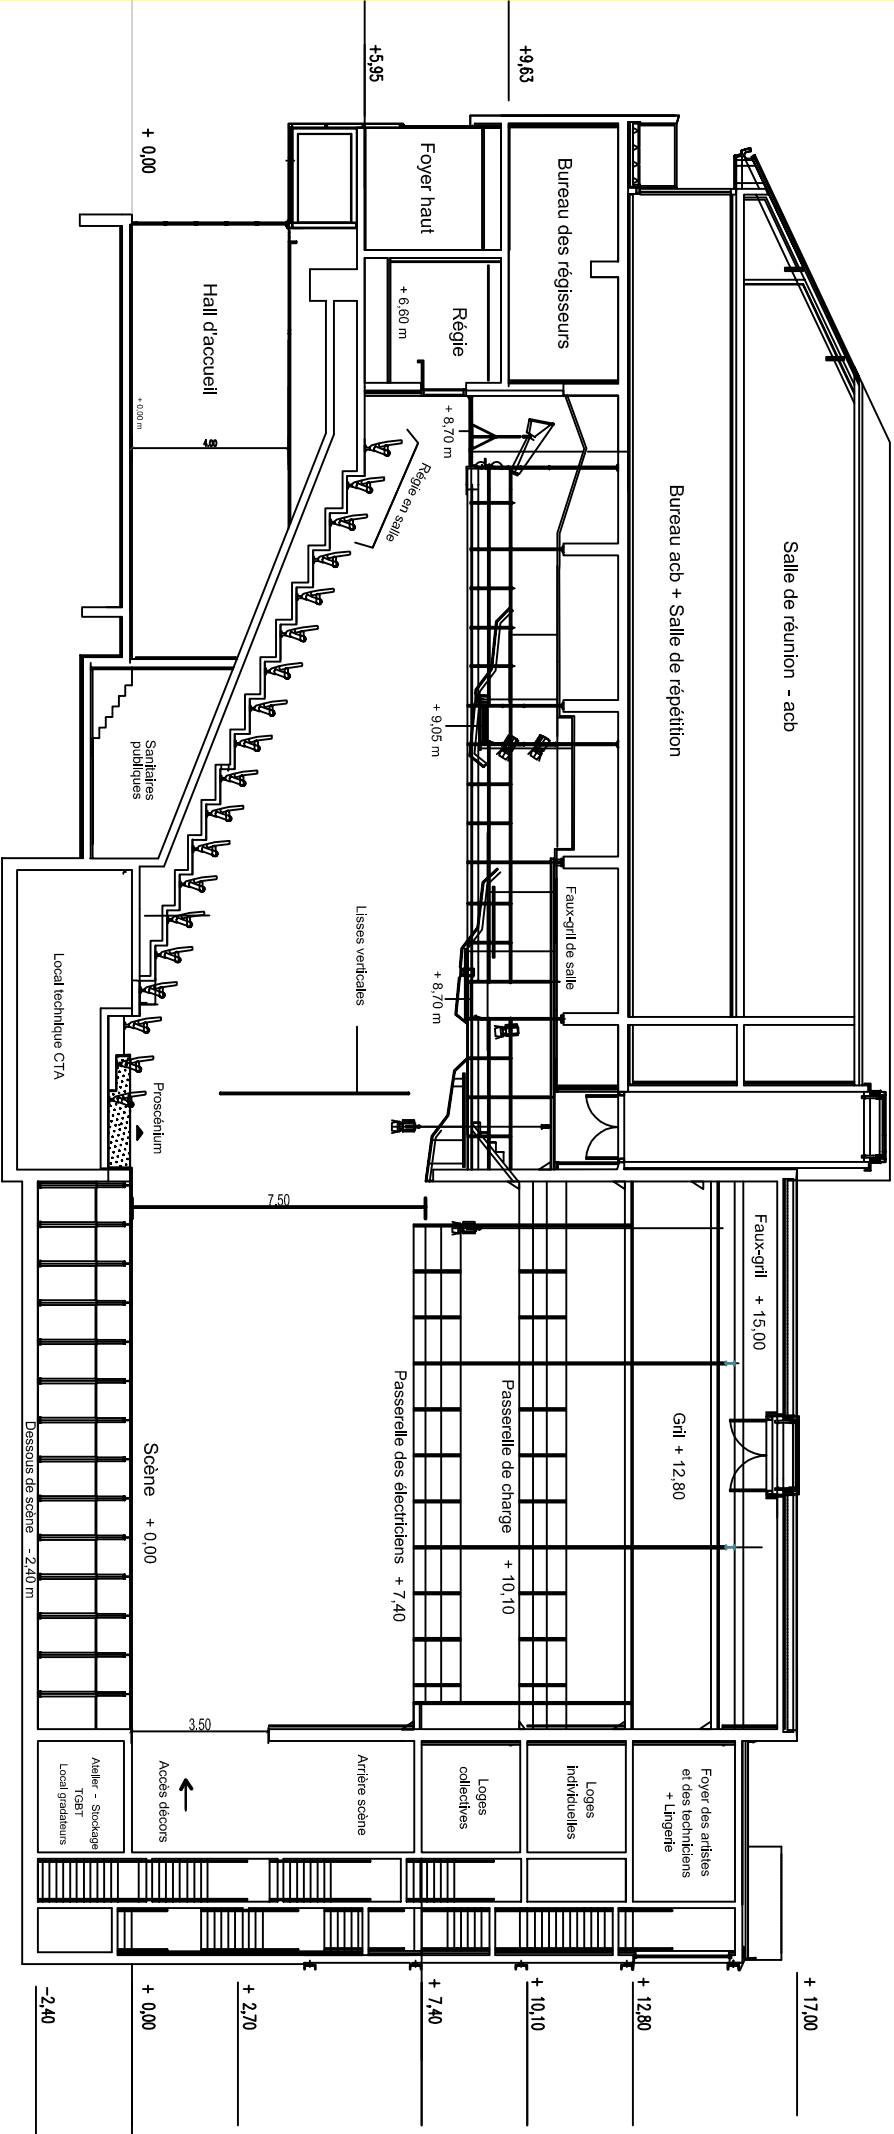 +9,63
+5,95
+ 0,00
Salle de réunion - acb
Bureau acb + Salle de répétition
Bureau des régisseurs
Foyer haut
Régie
+ 6,60 m
+ 8,70 m
Régie en salle
+ 9,05 m
Faux-gril de salle
+ 8,70 m
Hall d'accueil
+ 0.00 m
4.00
Sanitaires
publiques
Lisses verticales
Local technique CTA
Proscénium
7.50
Faux-gril + 15,00
Gril + 12,80
Passerelle de charge + 10,10
Passerelle des électriciens + 7,40
Scène + 0,00
Dessous de scène - 2,40 m
3.50
Foyer des artistes
et des techniciens
+ Lingerie
Loges
individuelles
Loges
collectives
Arrière scène
Accès décors
Atelier - Stockage
TGBT
Local gradateurs
+ 17,00
+ 12,80
+ 10,10
+ 7,40
+ 2,70
+ 0,00
-2,40